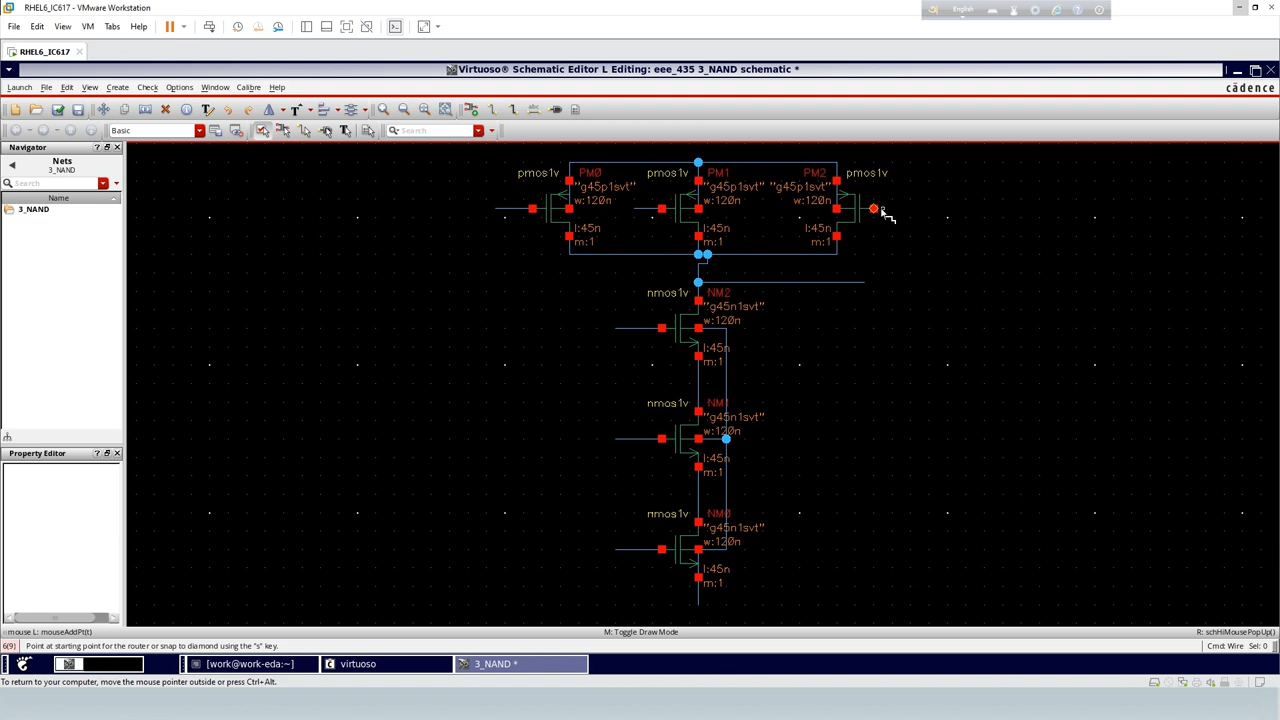 RHEL6_IC617 - VMware Workstation
English
File Edit View VM Tabs Help
RHEL6_IC617
Virtuoso® Schematic Editor L Editing: eee_435 3_NAND schematic *
Launch File Edit View Create Check Options Window Calibre Help
cādence
Basic
Search
Navigator
Nets
3_NAND
Search
Name
3_NAND
Property Editor
pmos1v PM0
"g45p1svt"
w:120n
l:45n
m:1
pmos1v PM1
"g45p1svt"
w:120n
l:45n
m:1
PM2 pmos1v
"g45p1svt"
w:120n
l:45n
m:1
nmos1v NM2
"g45n1svt"
w:120n
l:45n
m:1
nmos1v NM1
"g45n1svt"
w:120n
l:45n
m:1
nmos1v NM0
"g45n1svt"
w:120n
l:45n
m:1
mouse L: mouseAddPt(t) M: Toggle Draw Mode R: schHiMousePopUp()
6(9) Point at starting point for the router or snap to diamond using the "s" key. Cmd: Wire Sel: 0
[work@work-eda:~] virtuoso 3_NAND *
To return to your computer, move the mouse pointer outside or press Ctrl+Alt.